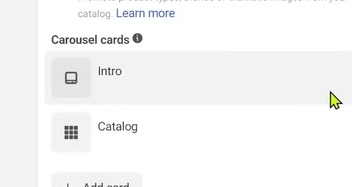 catalog. Learn more
Carousel cards
Intro
Catalog
Add card